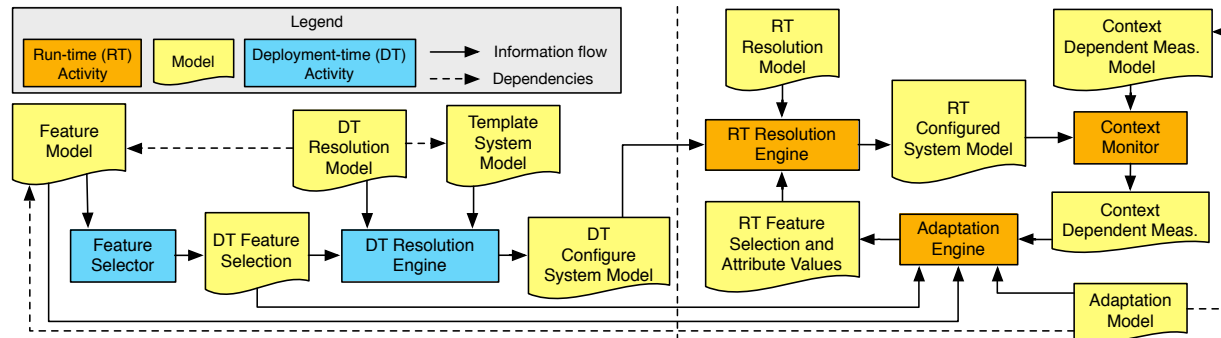 Legend
Run-time (RT)
Activity
Model
Deployment-time (DT)
Activity
Information flow
Dependencies
Feature
Model
DT
Resolution
Model
Template
System
Model
Feature
Selector
DT Feature
Selection
DT Resolution
Engine
DT
Configure
System Model
RT
Resolution
Model
RT Resolution
Engine
RT
Configured
System Model
Context
Dependent Meas.
Model
Context
Monitor
Context
Dependent Meas.
Adaptation
Engine
RT Feature
Selection and
Attribute Values
Adaptation
Model